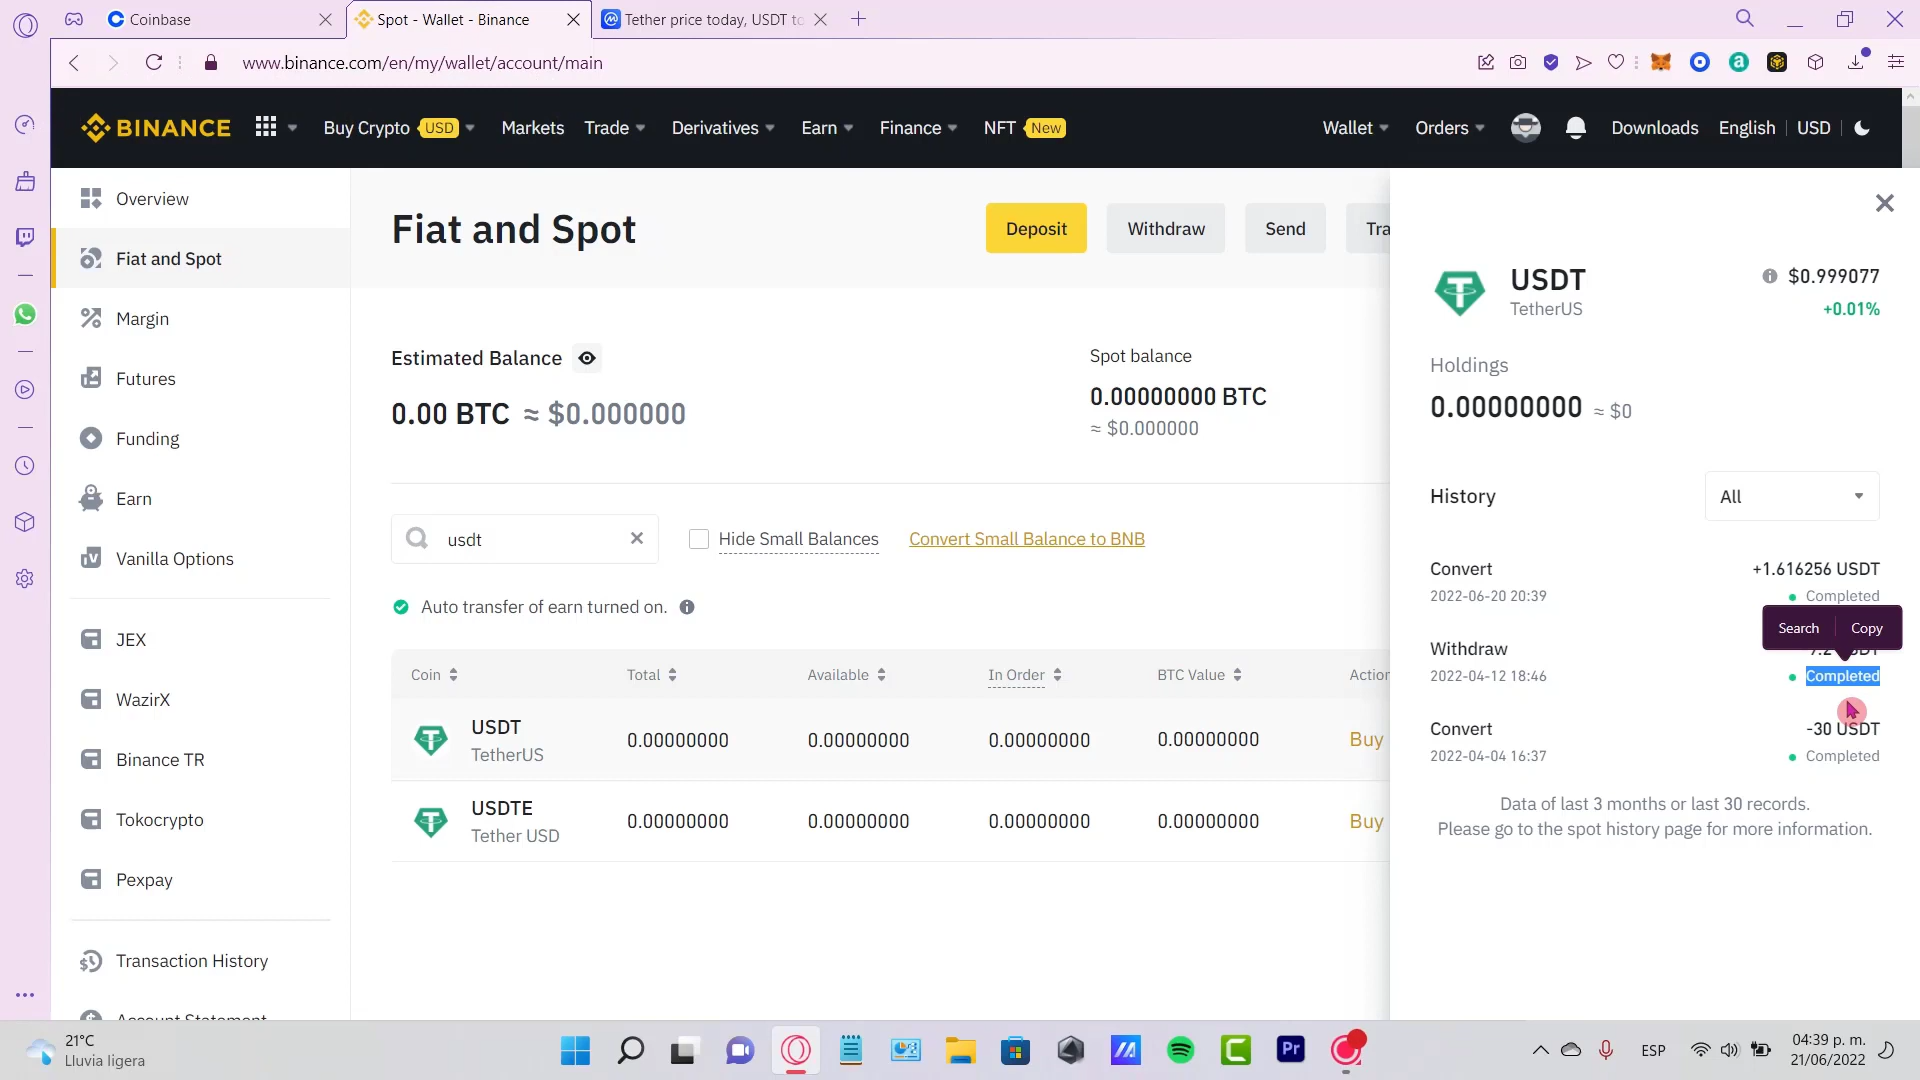 Coinbase
Spot - Wallet - Binance
Tether price today, USDT to
www.binance.com/en/my/wallet/account/main
BINANCE
Buy Crypto USD
Markets
Trade
Derivatives
Earn
Finance
NFT New
Wallet
Orders
Downloads
English
USD
Overview
Fiat and Spot
Margin
Futures
Funding
Earn
Vanilla Options
JEX
WazirX
Binance TR
Tokocrypto
Pexpay
Transaction History
Account Statement
Fiat and Spot
Deposit
Withdraw
Send
Tra
Estimated Balance
0.00 BTC ≈ $0.000000
Spot balance
0.00000000 BTC
≈ $0.000000
usdt
Hide Small Balances
Convert Small Balance to BNB
Auto transfer of earn turned on.
Coin Total Available In Order BTC Value Action
USDT
TetherUS
0.00000000 0.00000000 0.00000000 0.00000000 Buy
USDTE
Tether USD
0.00000000 0.00000000 0.00000000 0.00000000 Buy
USDT
TetherUS
$0.999077
+0.01%
Holdings
0.00000000 ≈ $0
History
All
Convert +1.616256 USDT
2022-06-20 20:39 Completed
Search Copy
Withdraw USDT
2022-04-12 18:46 Completed
Convert -30 USDT
2022-04-04 16:37 Completed
Data of last 3 months or last 30 records.
Please go to the spot history page for more information.
21°C
Lluvia ligera
Pr
ESP
04:39 p. m.
21/06/2022